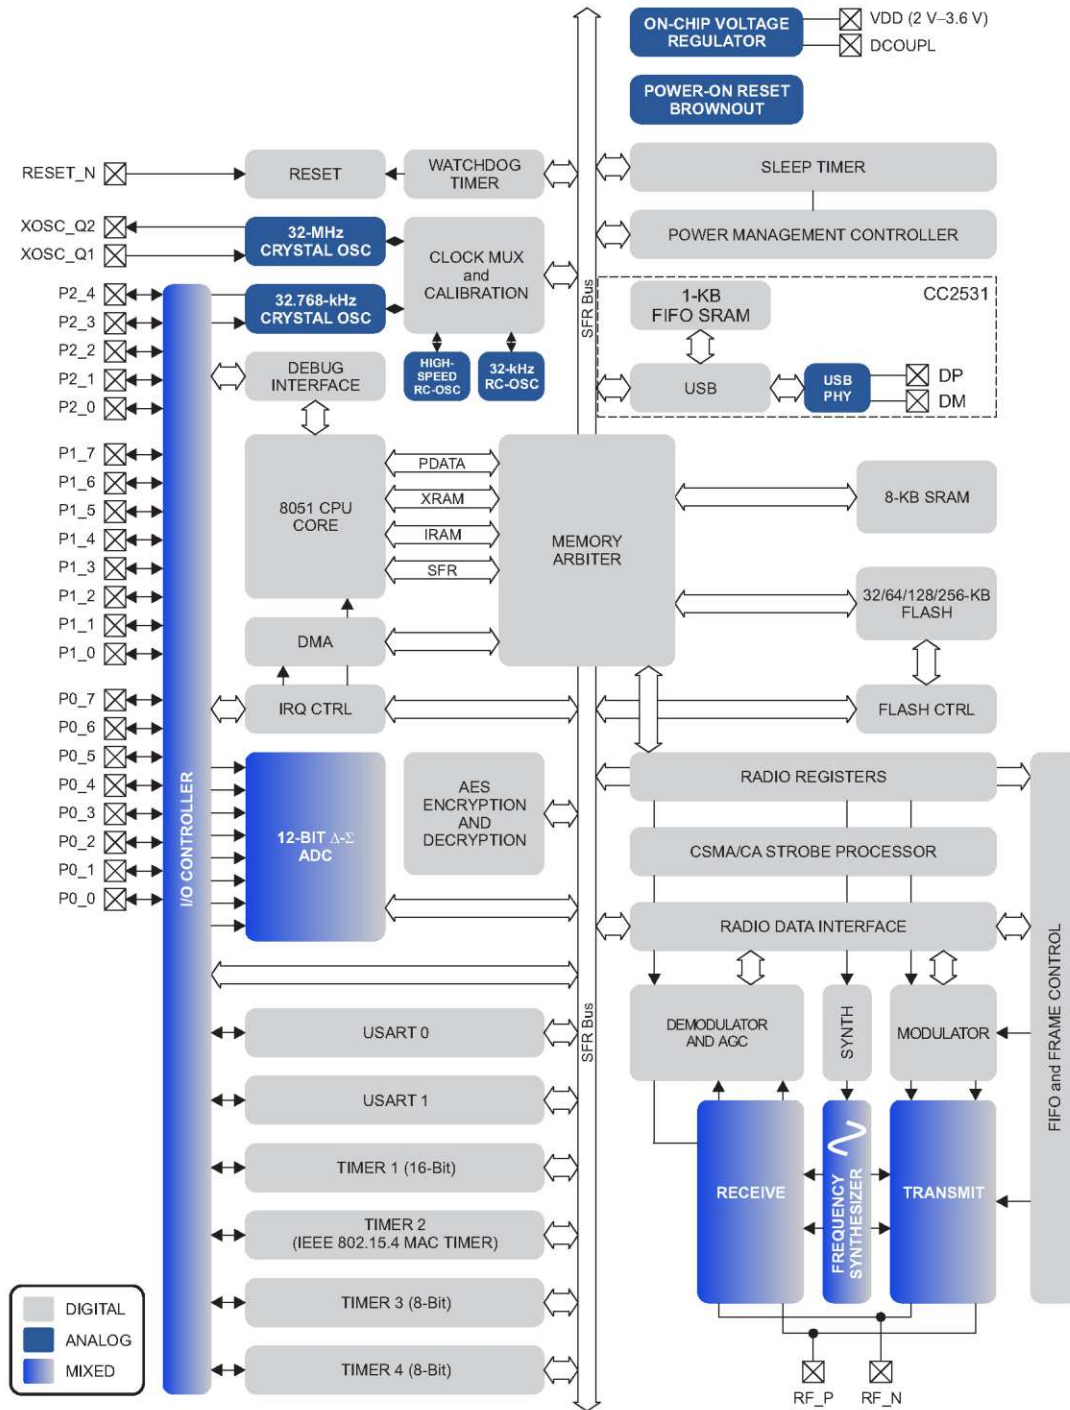 ON-CHIP VOLTAGE
REGULATOR
VDD (2 V–3.6 V)
DCOUPL
POWER-ON RESET
BROWNOUT
RESET_N
RESET
WATCHDOG
TIMER
SLEEP TIMER
XOSC_Q2
XOSC_Q1
32-MHz
CRYSTAL OSC
CLOCK MUX
and
CALIBRATION
POWER MANAGEMENT CONTROLLER
SFR Bus
P2_4
P2_3
P2_2
P2_1
P2_0
32.768-kHz
CRYSTAL OSC
HIGH-
SPEED
RC-OSC
32-kHz
RC-OSC
DEBUG
INTERFACE
CC2531
1-KB
FIFO SRAM
USB
USB
PHY
DP
DM
P1_7
P1_6
P1_5
P1_4
P1_3
P1_2
P1_1
P1_0
8051 CPU
CORE
PDATA
XRAM
IRAM
SFR
MEMORY
ARBITER
8-KB SRAM
32/64/128/256-KB
FLASH
DMA
IRQ CTRL
FLASH CTRL
P0_7
P0_6
P0_5
P0_4
P0_3
P0_2
P0_1
P0_0
I/O CONTROLLER
12-BIT Δ-Σ
ADC
AES
ENCRYPTION
AND
DECRYPTION
RADIO REGISTERS
CSMA/CA STROBE PROCESSOR
RADIO DATA INTERFACE
FIFO and FRAME CONTROL
SFR Bus
DEMODULATOR
AND AGC
SYNTH
MODULATOR
USART 0
USART 1
TIMER 1 (16-Bit)
TIMER 2
(IEEE 802.15.4 MAC TIMER)
TIMER 3 (8-Bit)
TIMER 4 (8-Bit)
RECEIVE
FREQUENCY
SYNTHESIZER
TRANSMIT
RF_P
RF_N
DIGITAL
ANALOG
MIXED